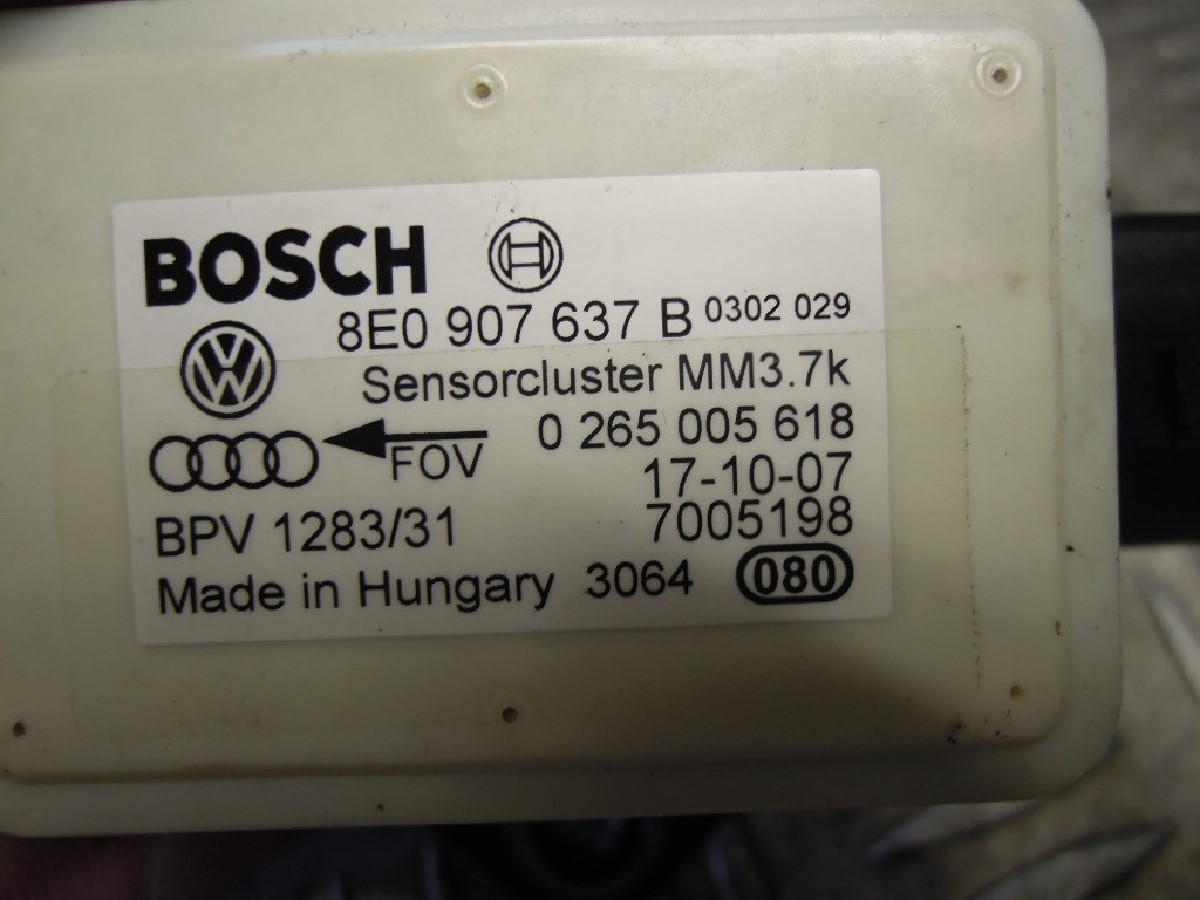 BOSCH
8E0 907 637 B 0302 029
Sensorcluster MM3.7k
FOV 0 265 005 618
17-10-07
BPV 1283/31 7005198
Made in Hungary 3064 080